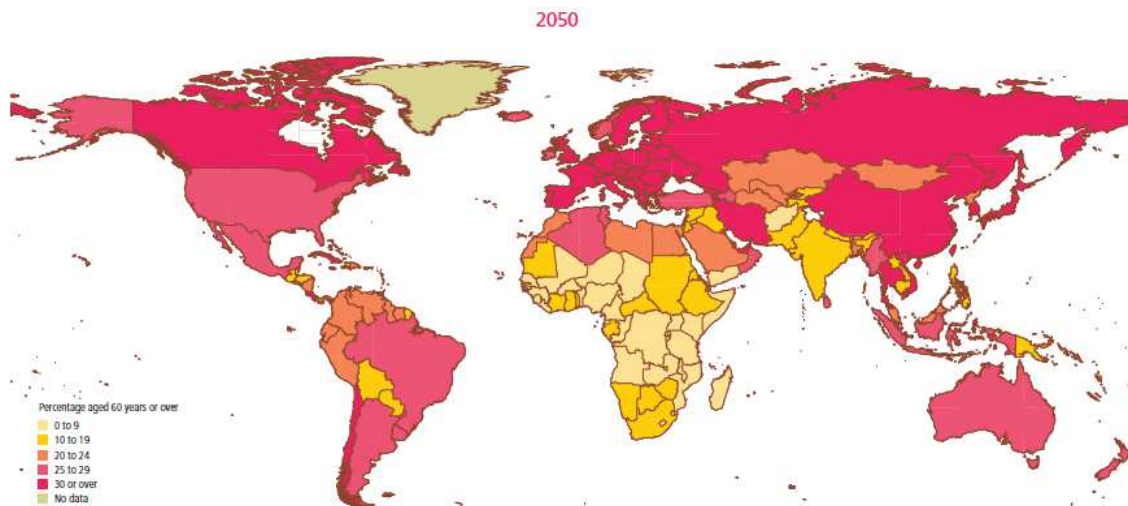 2050
Percentage aged 60 years or over
0 to 9
10 to 19
20 to 24
25 to 29
30 or over
No data